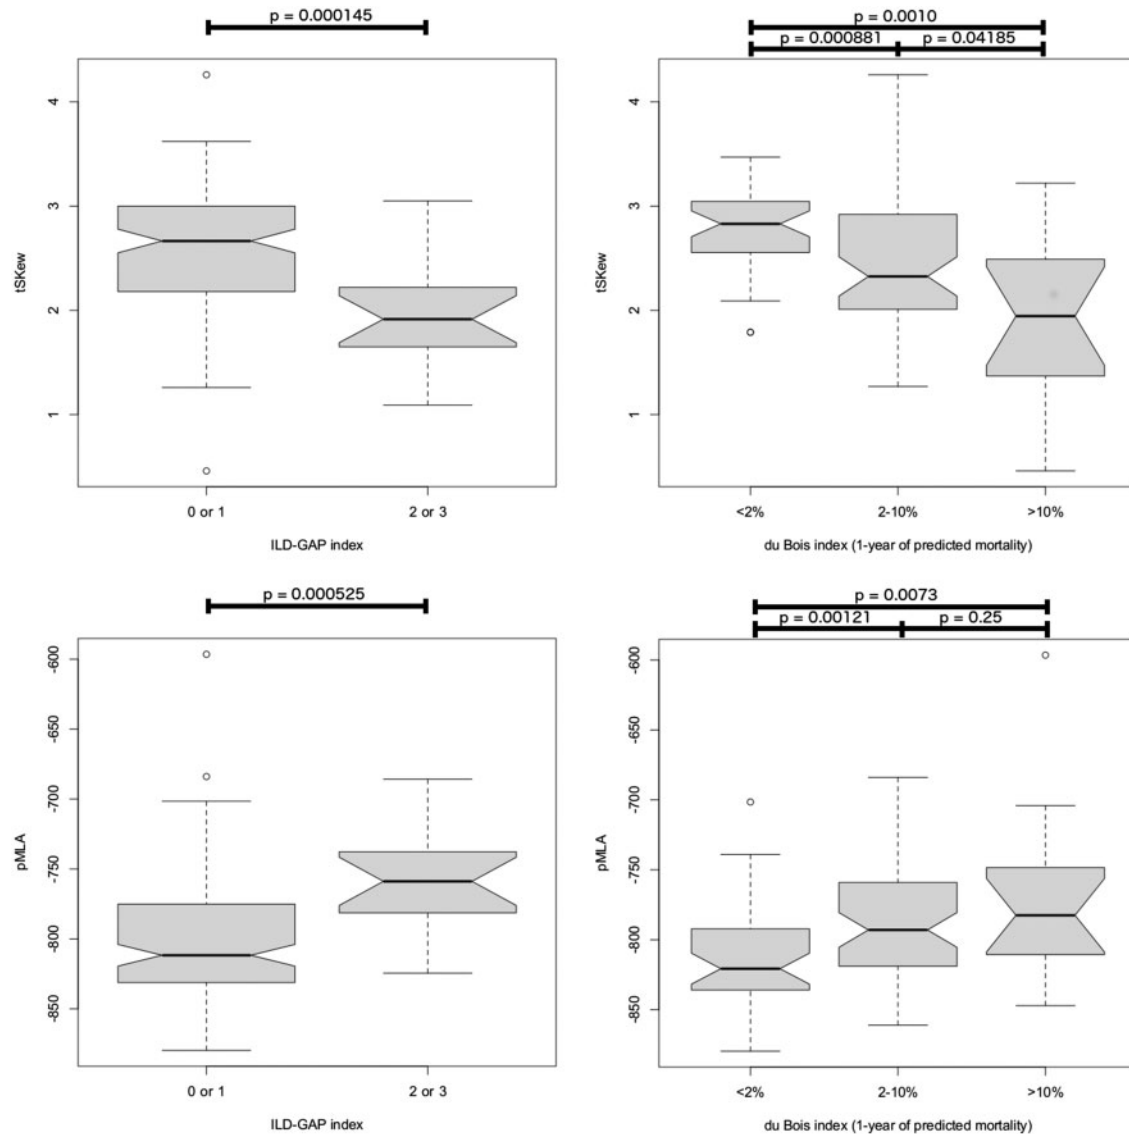 p = 0.000145
4
3
2
1
tSKew
0 or 1
2 or 3
ILD-GAP index
p = 0.0010
p = 0.000881
p = 0.04185
4
3
2
1
tSKew
<2%
2-10%
>10%
du Bois index (1-year of predicted mortality)
p = 0.000525
-600
-650
-700
-750
-800
-850
pMLA
0 or 1
2 or 3
ILD-GAP index
p = 0.0073
p = 0.00121
p = 0.25
-600
-650
-700
-750
-800
-850
pMLA
<2%
2-10%
>10%
du Bois index (1-year of predicted mortality)